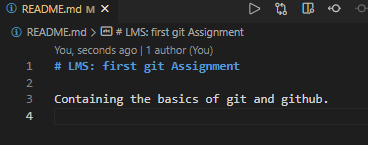 README.md M
README.md > # LMS: first git Assignment
You, seconds ago | 1 author (You)
1 # LMS: first git Assignment
2
3 Containing the basics of git and github.
4